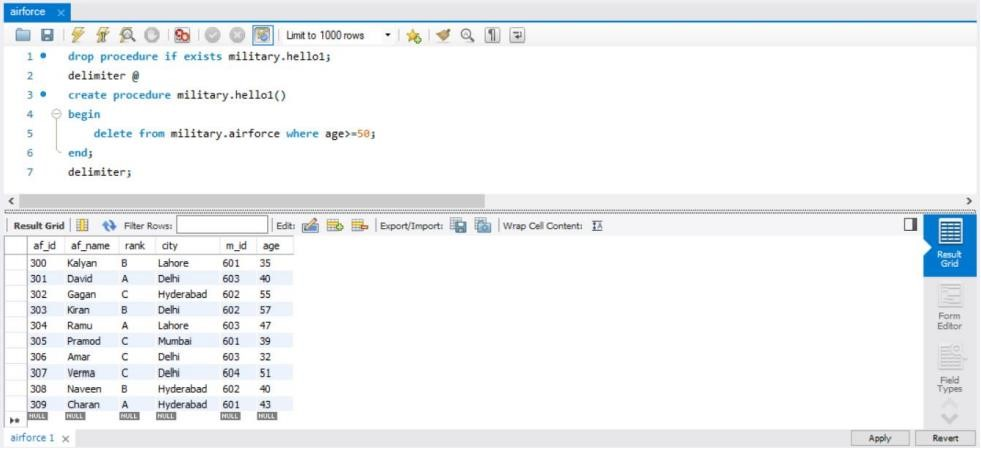 airforce ×
Limit to 1000 rows
1 drop procedure if exists military.hello1;
2 delimiter @
3 create procedure military.hello1()
4 begin
5 delete from military.airforce where age>=50;
6 end;
7 delimiter;
Result Grid Filter Rows: Edit: Export/Import: Wrap Cell Content: IA
af_id af_name rank city m_id age
300 Kalyan B Lahore 601 35
301 David A Delhi 603 40
302 Gagan C Hyderabad 602 55
303 Kiran B Delhi 602 57
304 Ramu A Lahore 603 47
305 Pramod C Mumbai 601 39
306 Amar C Delhi 603 32
307 Verma C Delhi 604 51
308 Naveen B Hyderabad 602 40
309 Charan A Hyderabad 601 43
NULL NULL NULL NULL NULL NULL
Result
Grid
Form
Editor
Field
Types
airforce 1 ×
Apply Revert